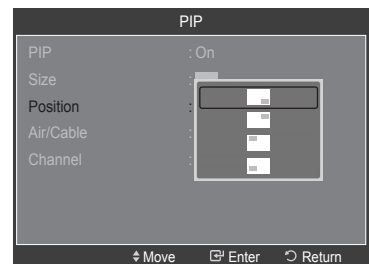 PIP
PIP : On
Size :
Position :
Air/Cable :
Channel :
Move Enter Return